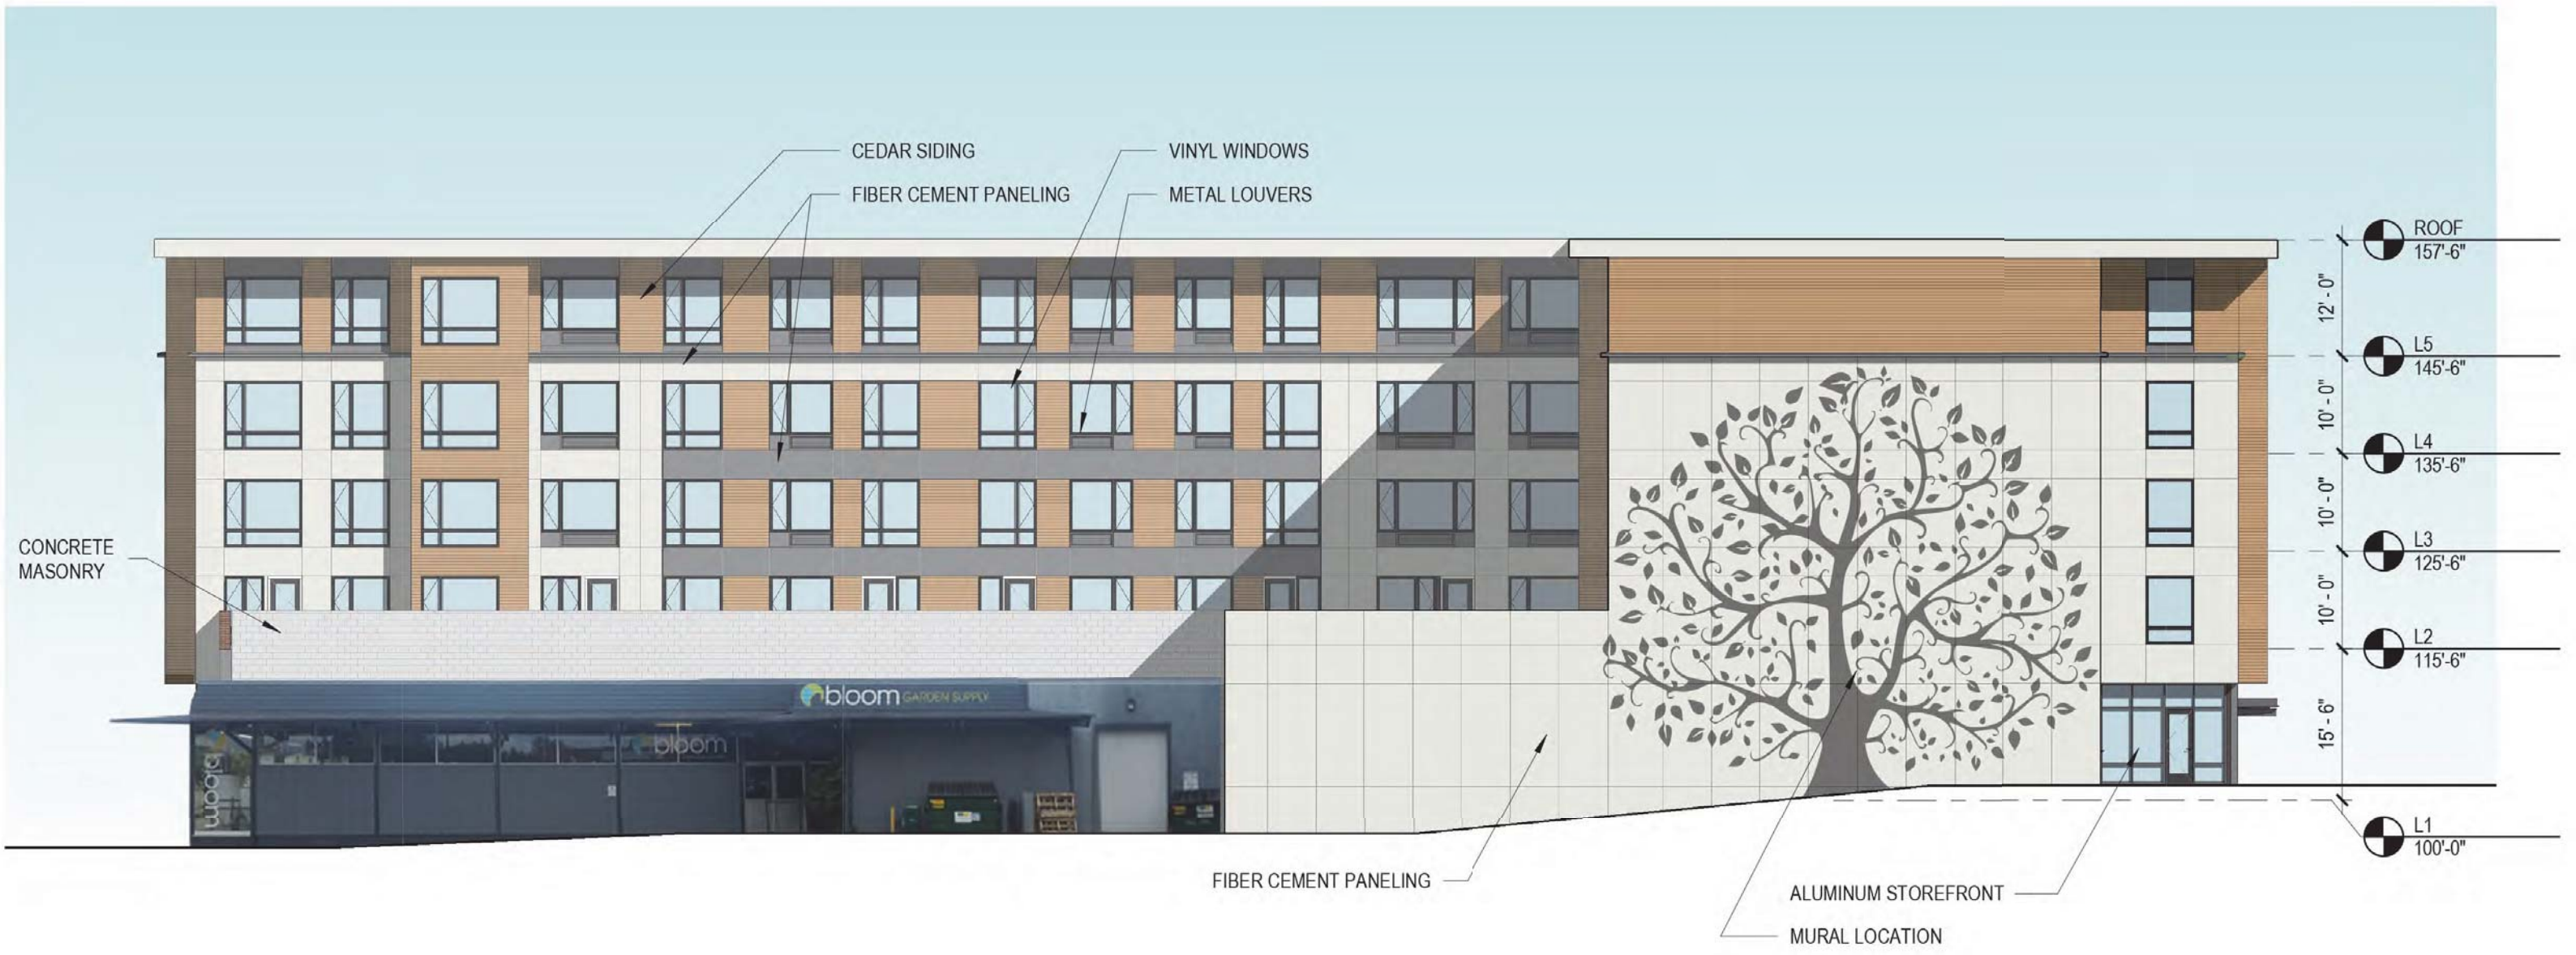 CEDAR SIDING
FIBER CEMENT PANELING
VINYL WINDOWS
METAL LOUVERS
ROOF
157'-6"
12' - 0"
L5
145'-6"
10' - 0"
L4
135'-6"
10' - 0"
L3
125'-6"
10' - 0"
L2
115'-6"
15' - 6"
L1
100'-0"
CONCRETE
MASONRY
bloom GARDEN SUPPLY
bloom
bloom
FIBER CEMENT PANELING
ALUMINUM STOREFRONT
MURAL LOCATION